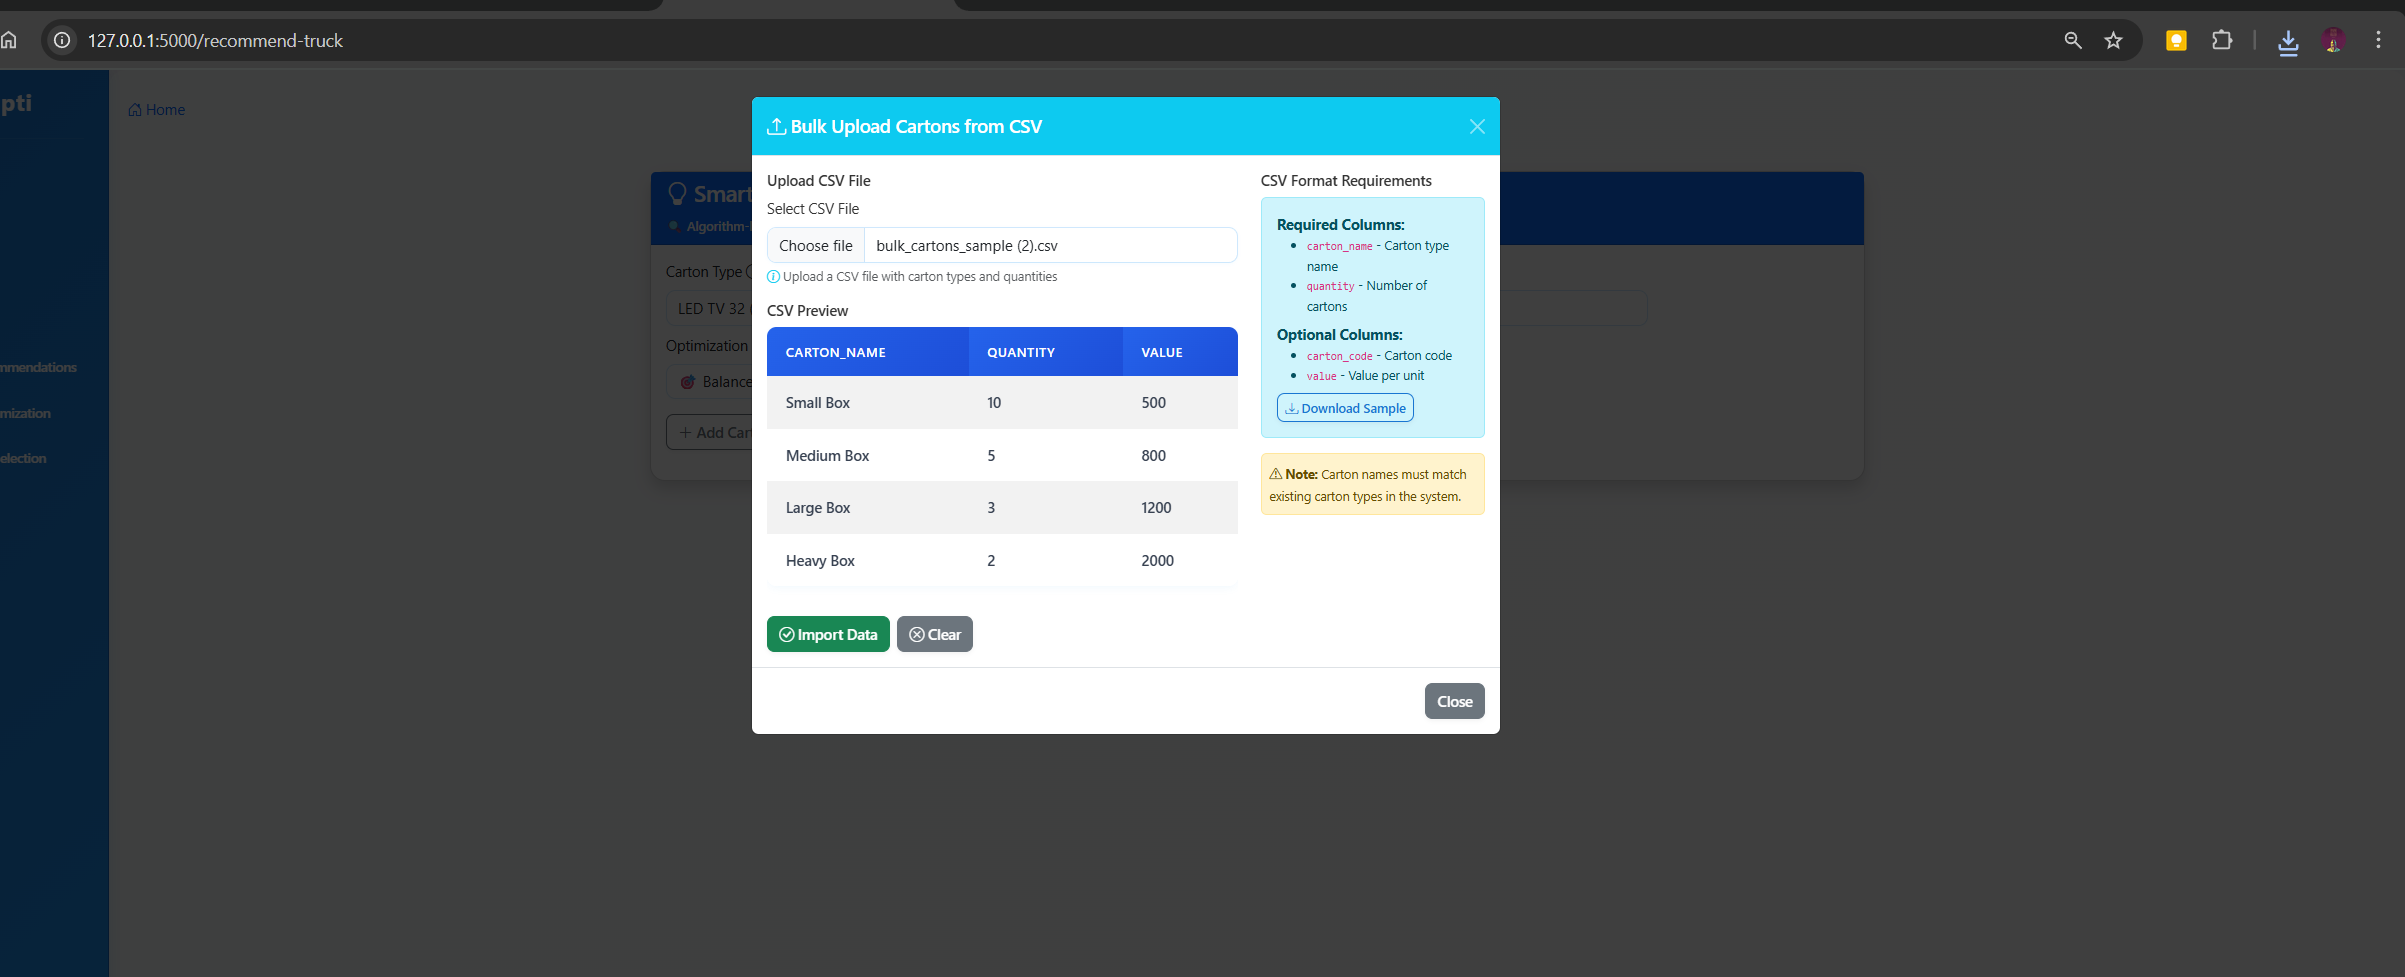 127.0.0.1:5000/recommend-truck
pti
Home
Bulk Upload Cartons from CSV
Upload CSV File
Select CSV File
Choose file
bulk_cartons_sample (2).csv
Upload a CSV file with carton types and quantities
CSV Preview
CARTON_NAME QUANTITY VALUE
Small Box 10 500
Medium Box 5 800
Large Box 3 1200
Heavy Box 2 2000
Import Data
Clear
CSV Format Requirements
Required Columns:
carton_name - Carton type
name
quantity - Number of
cartons
Optional Columns:
carton_code - Carton code
value - Value per unit
Download Sample
Note: Carton names must match
existing carton types in the system.
Close
Smart
Algorithm-
Carton Type
LED TV 32
Optimization
Balance
+ Add Car
mmendations
mization
election